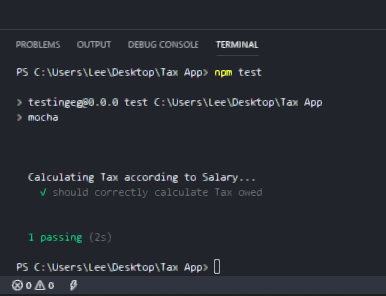 PROBLEMS OUTPUT DEBUG CONSOLE TERMINAL
PS C:\Users\Lee\Desktop\Tax App> npm test
> testingeg@0.0.0 test C:\Users\Lee\Desktop\Tax App
> mocha
Calculating Tax according to Salary...
√ should correctly calculate Tax owed
1 passing (2s)
PS C:\Users\Lee\Desktop\Tax App>
0 0